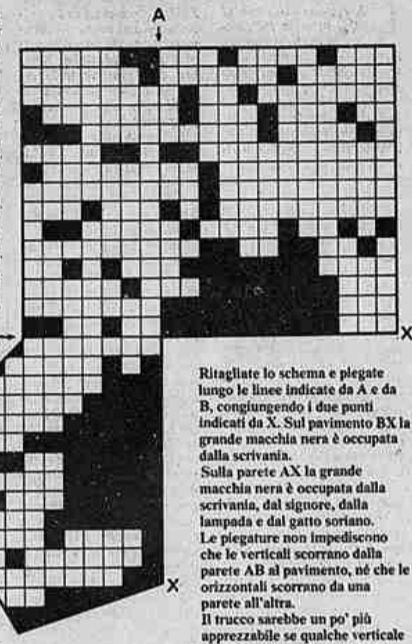 A
X
Ritagliate lo schema e piegate
lungo le linee indicate da A e da
B, congiungendo i due punti
indicati da X. Sul pavimento BX la
grande macchia nera è occupata
dalla scrivania.
Sulla parete AX la grande
macchia nera è occupata dalla
scrivania, dal signore, dalla
lampada e dal gatto soriano.
Le piegature non impediscono
che le verticali scorrano dalla
parete AB al pavimento, né che le
orizzontali scorrano da una
parete all'altra.
X
Il trucco sarebbe un po' più
apprezzabile se qualche verticale